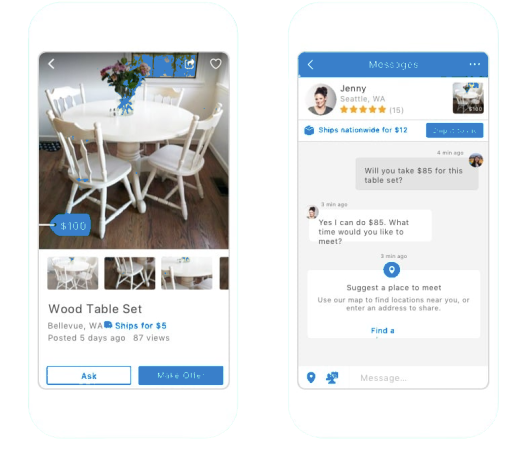 $100
Wood Table Set
Bellevue, WA Ships for $5
Posted 5 days ago 87 views
Ask
Make Offer
Messages
Jenny
Seattle, WA
(15)
$100
Ships nationwide for $12
4 min ago
Will you take $85 for this
table set?
3 min ago
Yes I can do $85. What
time would you like to
meet?
3 min ago
Suggest a place to meet
Use our map to find locations near you, or
enter an address to share.
Find a
Message...